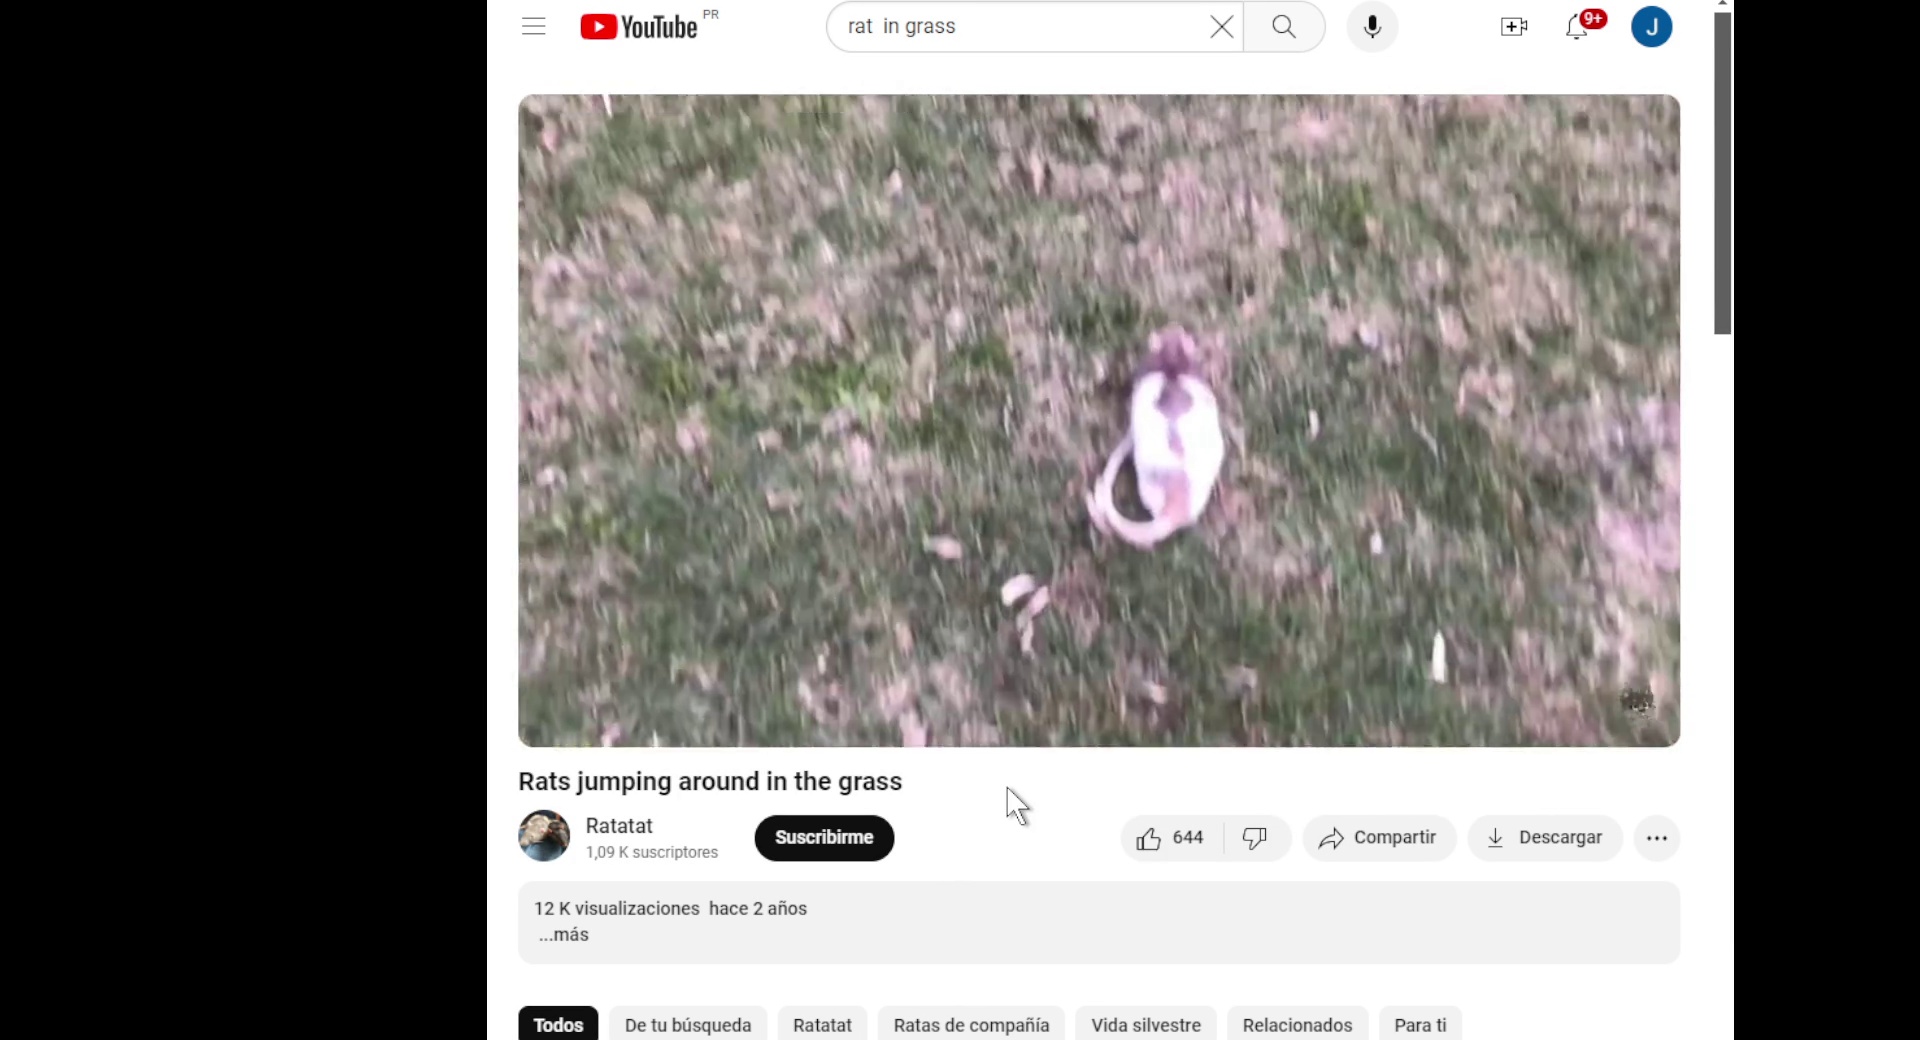 YouTube PR
rat  in grass
9+
J
Rats jumping around in the grass
Ratatat
1,09 K suscriptores
Suscribirme
644
Compartir
Descargar
12 K visualizaciones  hace 2 años
...más
Todos
De tu búsqueda
Ratatat
Ratas de compañía
Vida silvestre
Relacionados
Para ti